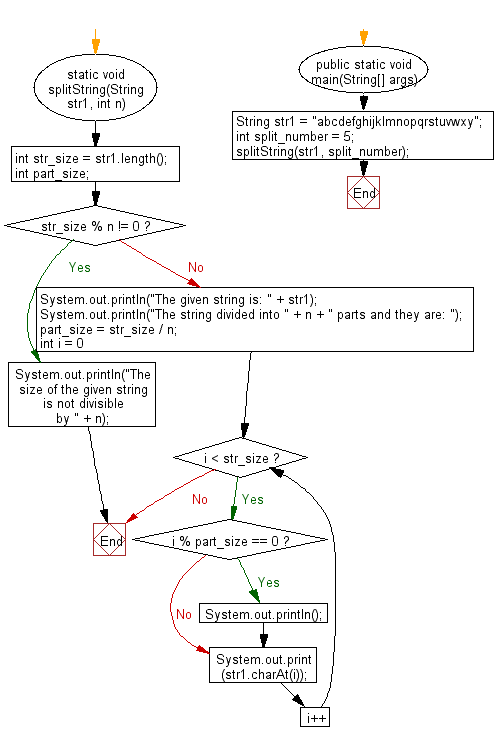 static void
splitString(String
str1, int n)
int str_size = str1.length();
int part_size;
str_size % n != 0 ?
Yes
No
System.out.println("The given string is: " + str1);
System.out.println("The string divided into " + n + " parts and they are: ");
part_size = str_size / n;
int i = 0
System.out.println("The
size of the given string
is not divisible
by " + n);
i < str_size ?
No
Yes
End
i % part_size == 0 ?
Yes
No
System.out.println();
System.out.print
(str1.charAt(i));
i++
public static void
main(String[] args)
String str1 = "abcdefghijklmnopqrstuvwxy";
int split_number = 5;
splitString(str1, split_number);
End